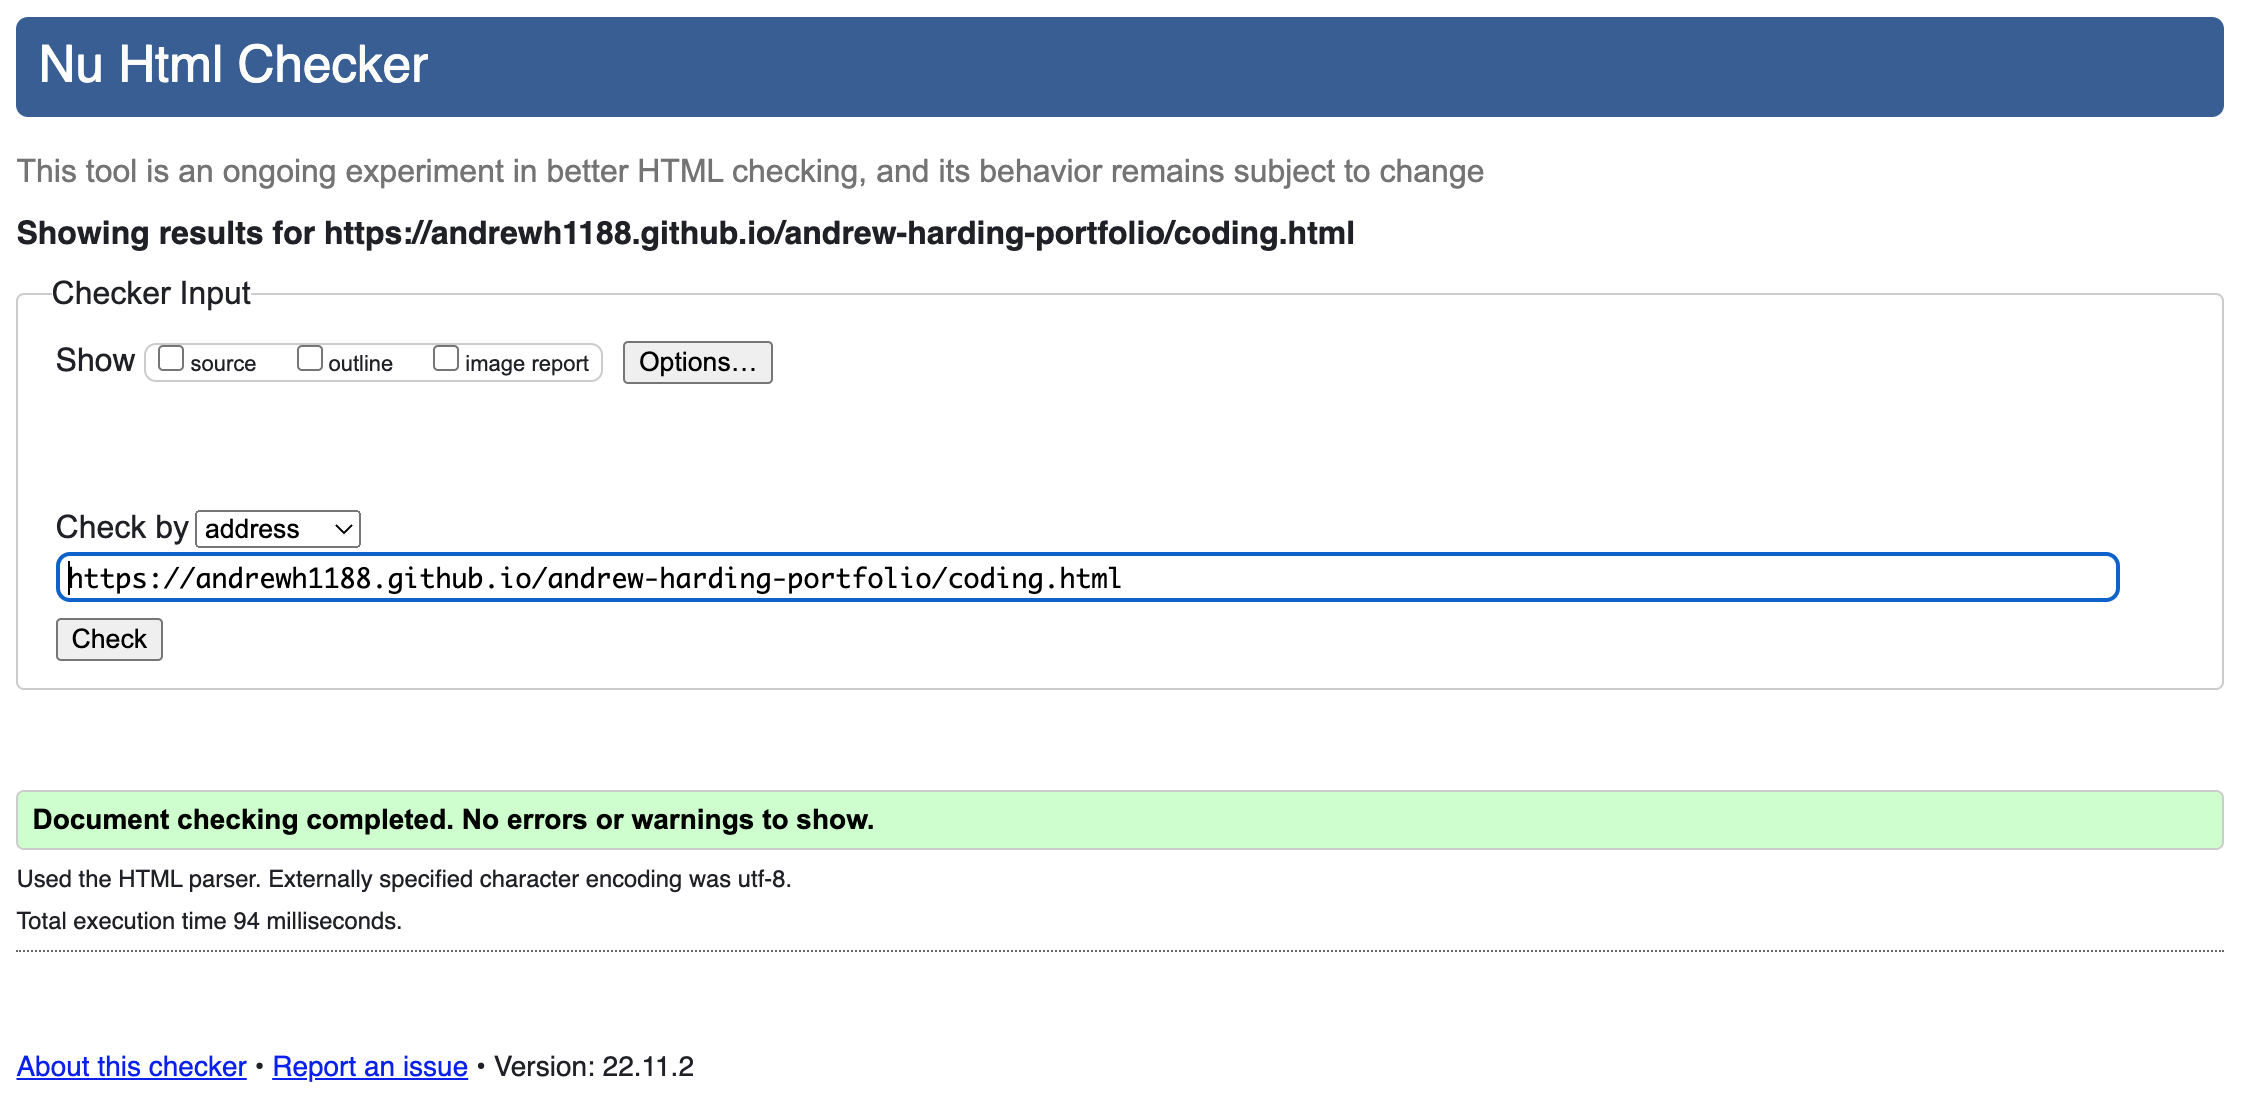 Nu Html Checker
This tool is an ongoing experiment in better HTML checking, and its behavior remains subject to change
Showing results for https://andrewh1188.github.io/andrew-harding-portfolio/coding.html
Checker Input
Show source outline image report Options…
Check by address
https://andrewh1188.github.io/andrew-harding-portfolio/coding.html
Check
Document checking completed. No errors or warnings to show.
Used the HTML parser. Externally specified character encoding was utf-8.
Total execution time 94 milliseconds.
About this checker • Report an issue • Version: 22.11.2